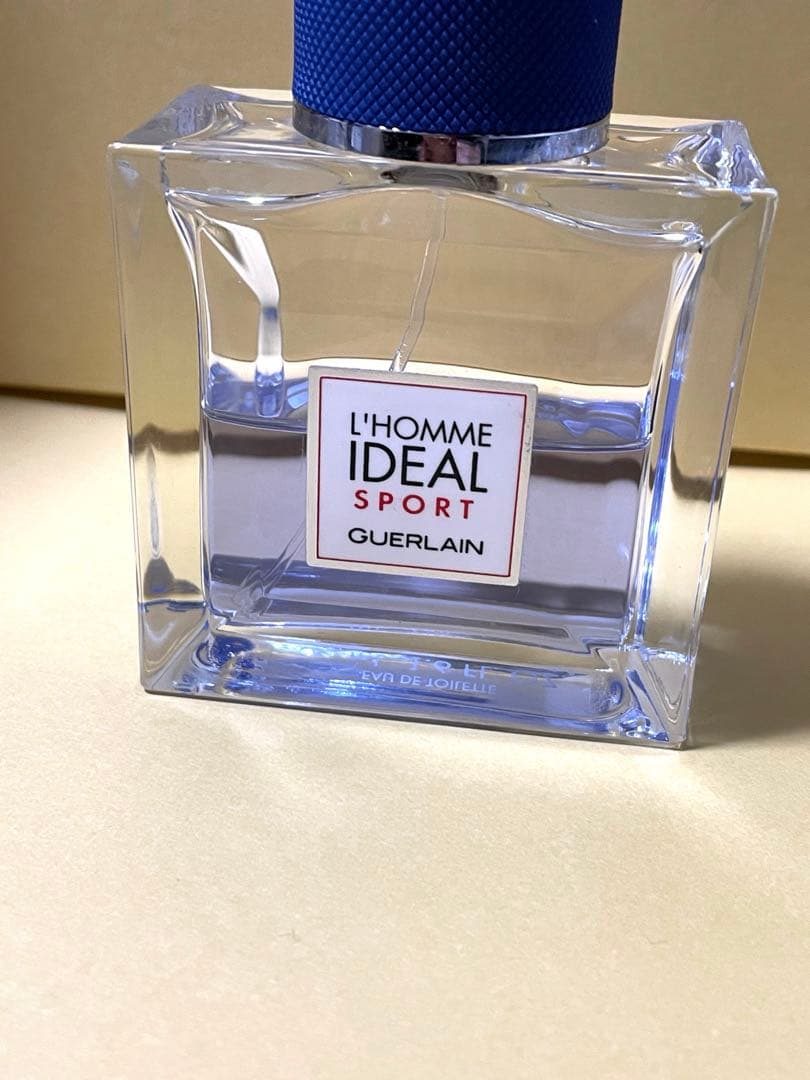 L'HOMME
IDEAL
SPORT
GUERLAIN
EAU DE TOILETTE